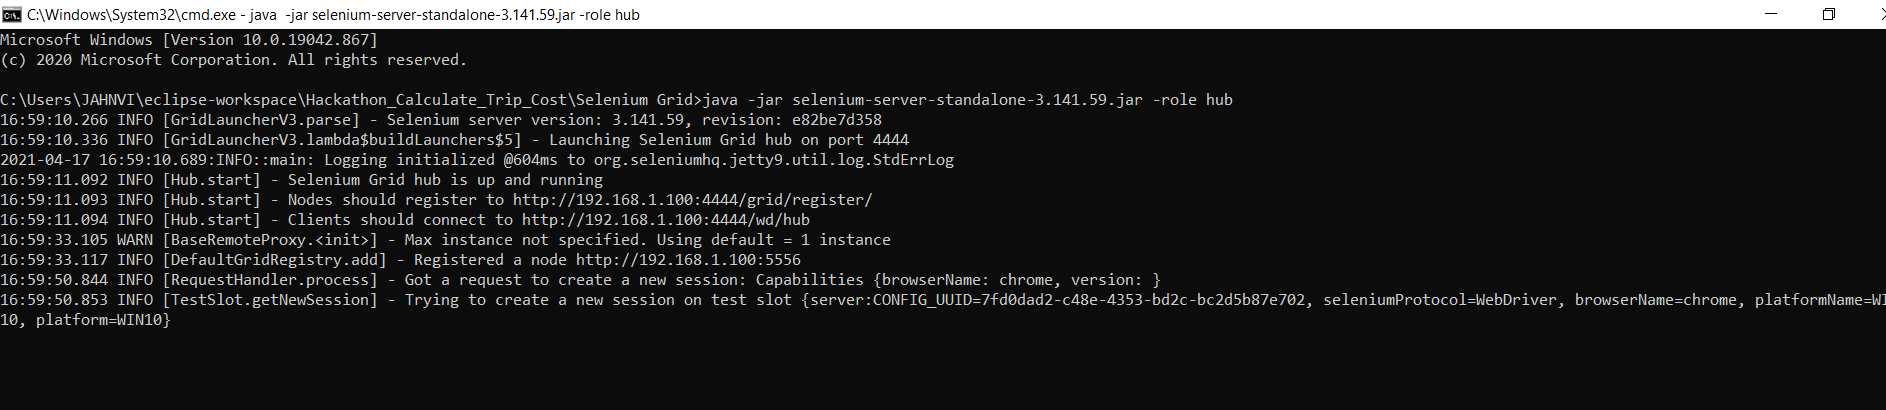 C:\Windows\System32\cmd.exe - java  -jar selenium-server-standalone-3.141.59.jar -role hub
Microsoft Windows [Version 10.0.19042.867]
(c) 2020 Microsoft Corporation. All rights reserved.
C:\Users\JAHNVI\eclipse-workspace\Hackathon_Calculate_Trip_Cost\Selenium Grid>java -jar selenium-server-standalone-3.141.59.jar -role hub
16:59:10.266 INFO [GridLauncherV3.parse] - Selenium server version: 3.141.59, revision: e82be7d358
16:59:10.336 INFO [GridLauncherV3.lambda$buildLaunchers$5] - Launching Selenium Grid hub on port 4444
2021-04-17 16:59:10.689:INFO::main: Logging initialized @604ms to org.seleniumhq.jetty9.util.log.StdErrLog
16:59:11.092 INFO [Hub.start] - Selenium Grid hub is up and running
16:59:11.093 INFO [Hub.start] - Nodes should register to http://192.168.1.100:4444/grid/register/
16:59:11.094 INFO [Hub.start] - Clients should connect to http://192.168.1.100:4444/wd/hub
16:59:33.105 WARN [BaseRemoteProxy.<init>] - Max instance not specified. Using default = 1 instance
16:59:33.117 INFO [DefaultGridRegistry.add] - Registered a node http://192.168.1.100:5556
16:59:50.844 INFO [RequestHandler.process] - Got a request to create a new session: Capabilities {browserName: chrome, version: }
16:59:50.853 INFO [TestSlot.getNewSession] - Trying to create a new session on test slot {server:CONFIG_UUID=7fd0dad2-c48e-4353-bd2c-bc2d5b87e702, seleniumProtocol=WebDriver, browserName=chrome, platformName=WI
10, platform=WIN10}